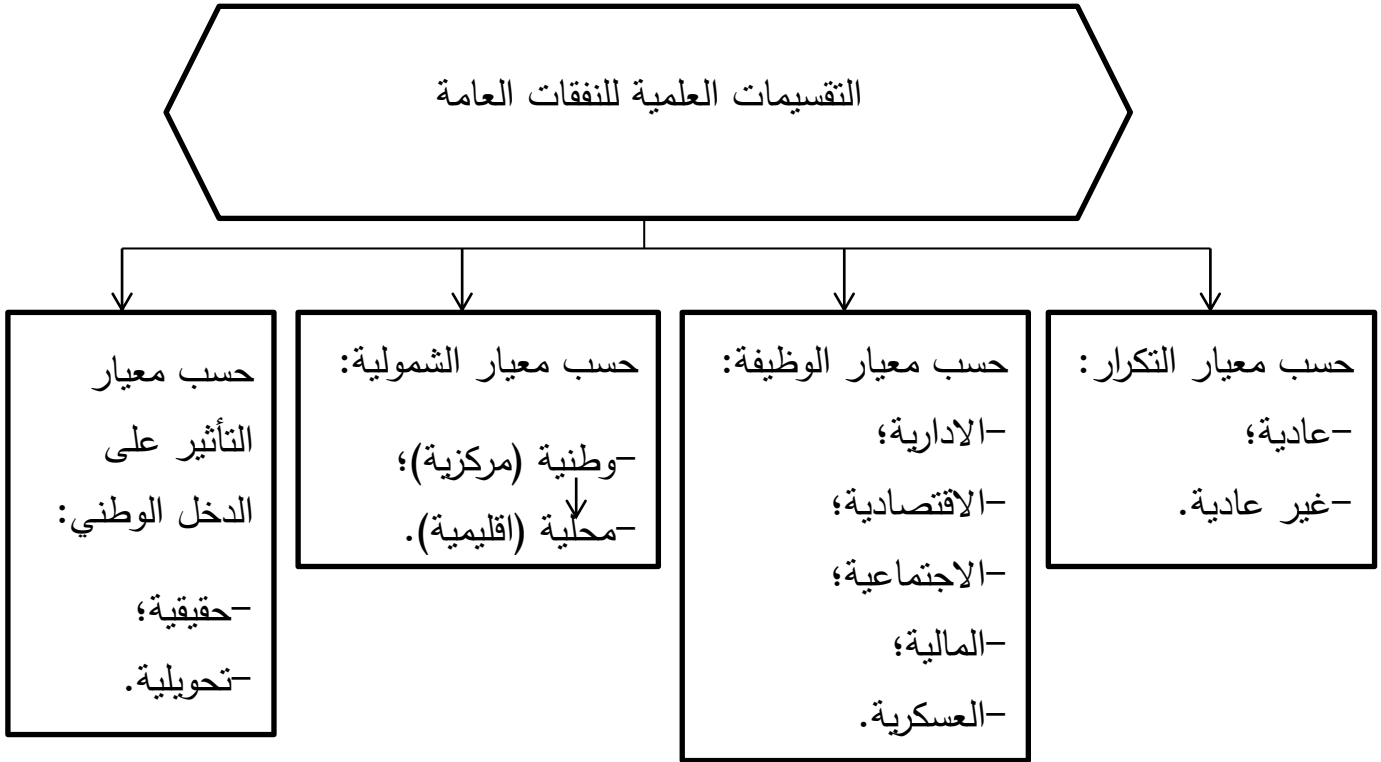 التقسيمات العلمية للنفقات العامة
حسب معيار التكرار:
-عادية؛
-غير عادية.
حسب معيار الوظيفة:
-الادارية؛
-الاقتصادية؛
-الاجتماعية؛
-المالية؛
-العسكرية.
حسب معيار الشمولية:
-وطنية (مركزية)؛
-محلية (اقليمية).
حسب معيار
التأثير على
الدخل الوطني:
-حقيقية؛
-تحويلية.